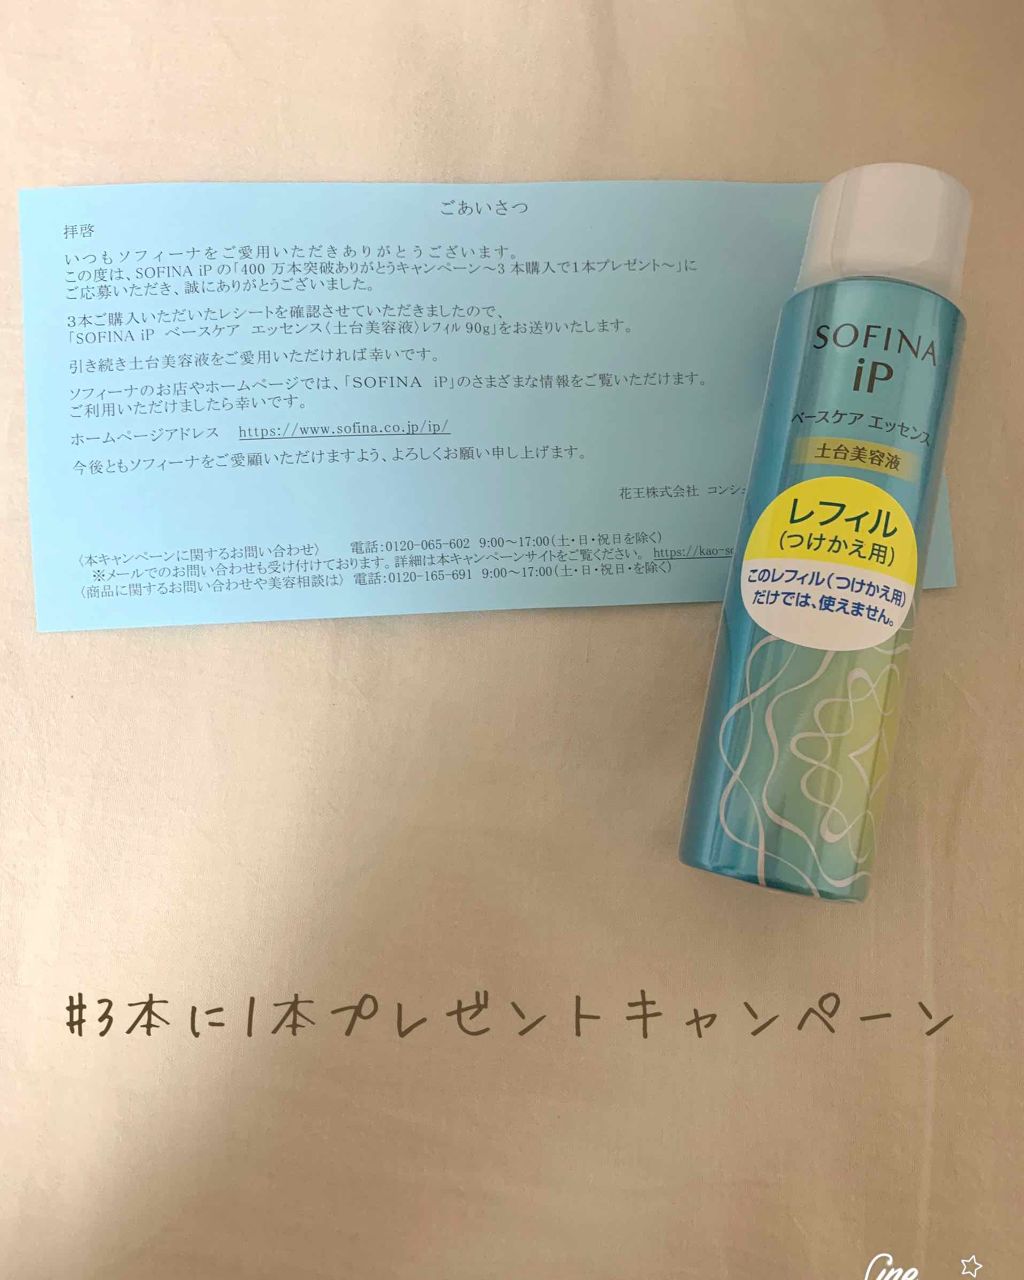 ごあいさつ
拝啓
いつもソフィーナをご愛用いただきありがとうございます。
この度は、SOFINA iP の「400 万本突破ありがとうキャンペーン～3 本購入で1本プレゼント～」に
ご応募いただき、誠にありがとうございました。
3本ご購入いただいたレシートを確認させていただきましたので、
「SOFINA iP ベースケア エッセンス〈土台美容液〉ﾚﾌｨﾙ 90g」をお送りいたします。
引き続き土台美容液をご愛用いただければ幸いです。
ソフィーナのお店やホームページでは、「SOFINA iP」のさまざまな情報をご覧いただけます。
ご利用いただけましたら幸いです。
ホームページアドレス https://www.sofina.co.jp/ip/
今後ともソフィーナをご愛顧いただけますよう、よろしくお願い申し上げます。
花王株式会社 コンシュ
〈本キャンペーンに関するお問い合わせ〉 電話:0120-065-602 9:00～17:00(土・日・祝日を除く)
※メールでのお問い合わせも受け付けております。詳細は本キャンペーンサイトをご覧ください。 https://kao-so
〈商品に関するお問い合わせや美容相談は〉 電話:0120-165-691 9:00～17:00(土・日・祝日・を除く)
SOFINA
iP
ベースケア エッセンス
土台美容液
レフィル
(つけかえ用)
このレフィル(つけかえ用)
だけでは、使えません。
#3本に1本プレゼントキャンペーン